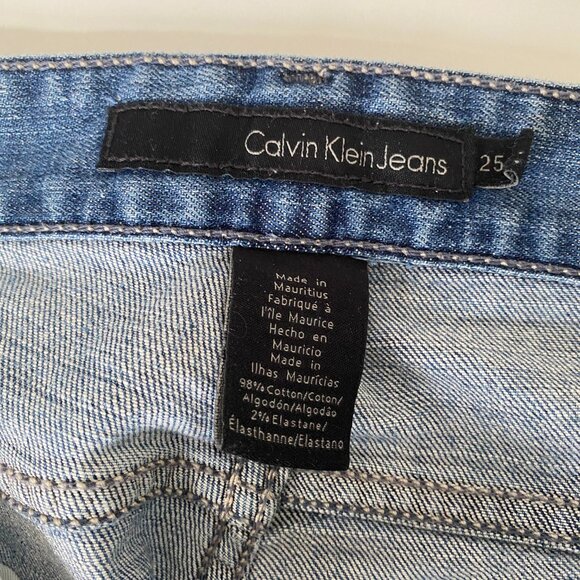 Calvin Klein Jeans
25
Made in
Mauritius
Fabriqué à
l'île Maurice
Hecho en
Mauricio
Made in
Ilhas Maurícias
98% Cotton/Coton/
Algodón/Algodão
2% Elastane/
Élasthanne/Elastano